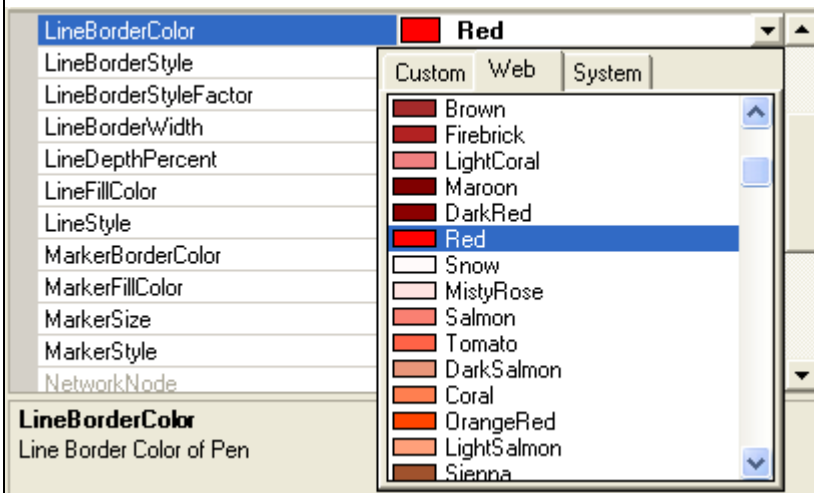 LineBorderColor Red
LineBorderStyle
LineBorderStyleFactor
LineBorderWidth
LineDepthPercent
LineFillColor
LineStyle
MarkerBorderColor
MarkerFillColor
MarkerSize
MarkerStyle
NetworkNode
Custom Web System
Brown
Firebrick
LightCoral
Maroon
DarkRed
Red
Snow
MistyRose
Salmon
Tomato
DarkSalmon
Coral
OrangeRed
LightSalmon
Sienna
LineBorderColor
Line Border Color of Pen